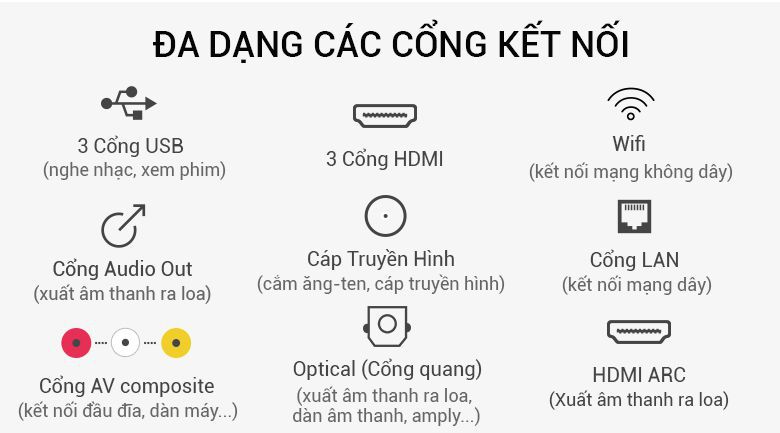 ĐA DẠNG CÁC CỔNG KẾT NỐI
3 Cổng USB
(nghe nhạc, xem phim)
3 Cổng HDMI
Wifi
(kết nối mạng không dây)
Cổng Audio Out
(xuất âm thanh ra loa)
Cáp Truyền Hình
(cắm ăng-ten, cáp truyền hình)
Cổng LAN
(kết nối mạng dây)
Cổng AV composite
(kết nối đầu đĩa, dàn máy...)
Optical (Cổng quang)
(xuất âm thanh ra loa,
dàn âm thanh, amply...)
HDMI ARC
(Xuất âm thanh ra loa)